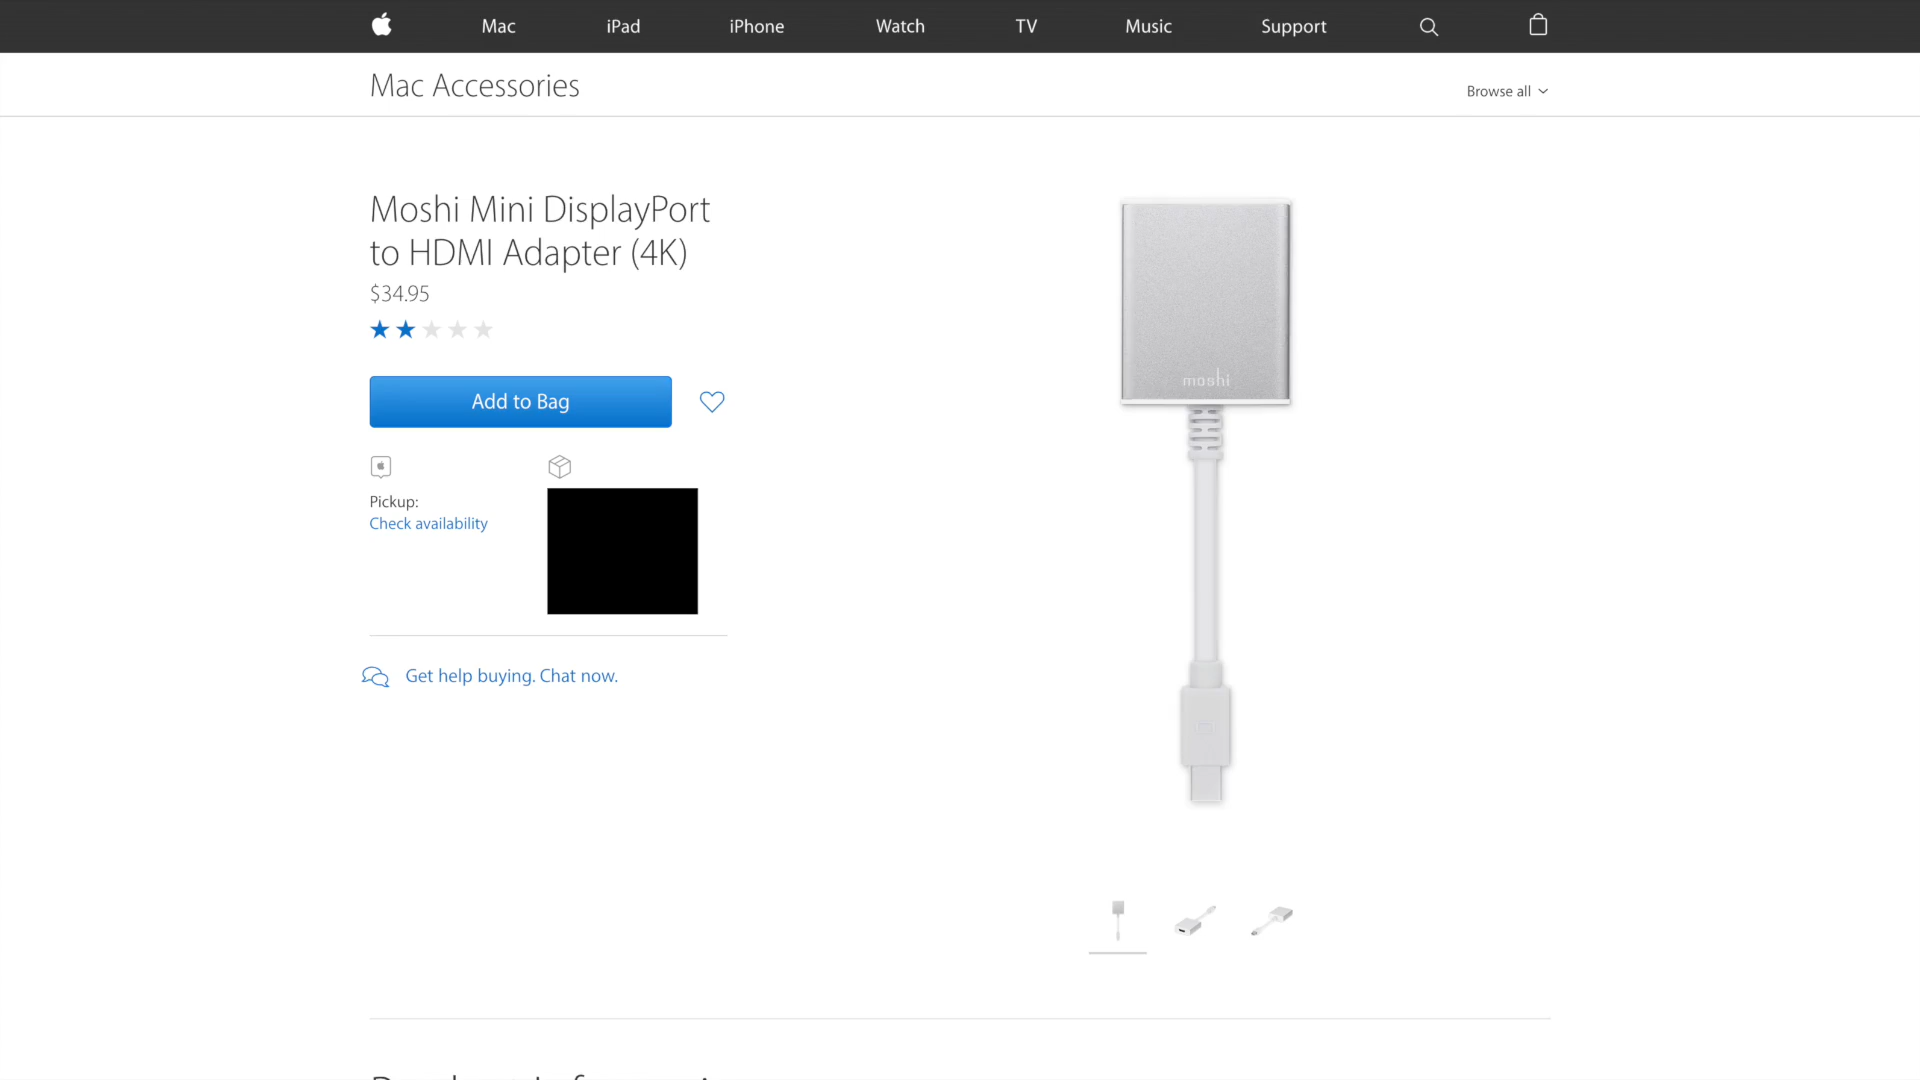 Mac
iPad
iPhone
Watch
TV
Music
Support
Mac Accessories
Browse all
Moshi Mini DisplayPort
to HDMI Adapter (4K)
$34.95
Add to Bag
Pickup:
Check availability
Get help buying. Chat now.
moshi